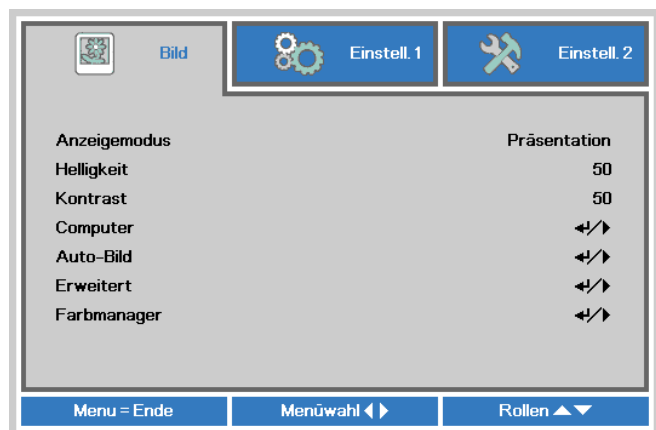 Bild Einstell. 1 Einstell. 2
Anzeigemodus Präsentation
Helligkeit 50
Kontrast 50
Computer ↵/▶
Auto-Bild ↵/▶
Erweitert ↵/▶
Farbmanager ↵/▶
Menu = Ende Menüwahl ◀▶ Rollen ▲▼